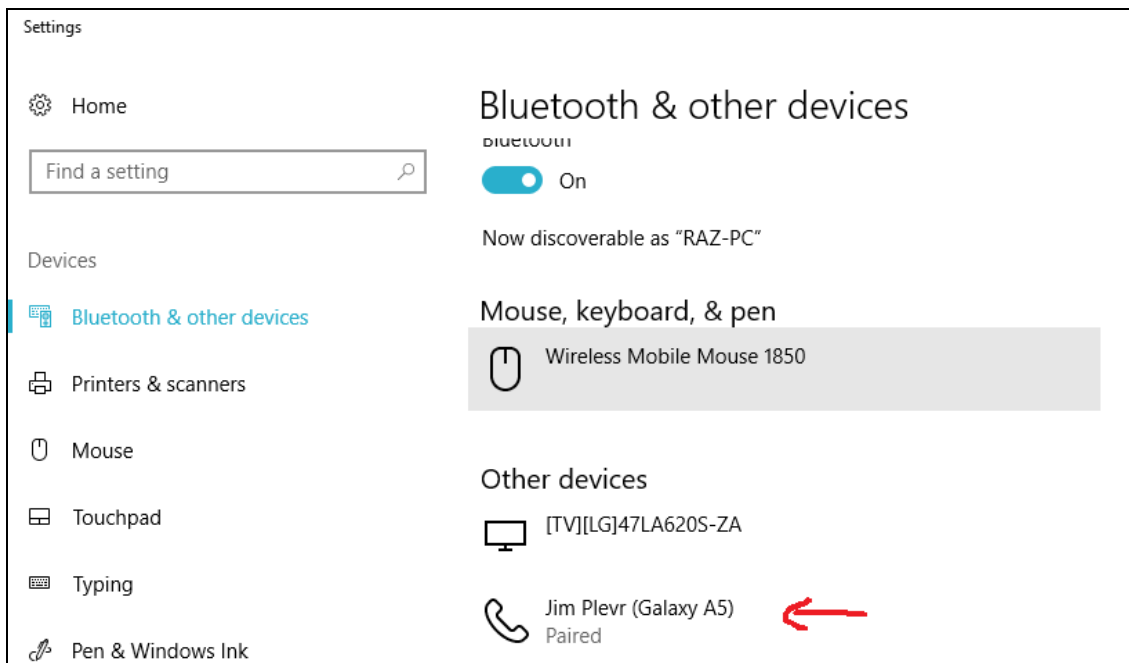 Settings
Home
Find a setting
Devices
Bluetooth & other devices
Printers & scanners
Mouse
Touchpad
Typing
Pen & Windows Ink
Bluetooth & other devices
Bluetooth
On
Now discoverable as “RAZ-PC”
Mouse, keyboard, & pen
Wireless Mobile Mouse 1850
Other devices
[TV][LG]47LA620S-ZA
Jim Plevr (Galaxy A5)
Paired